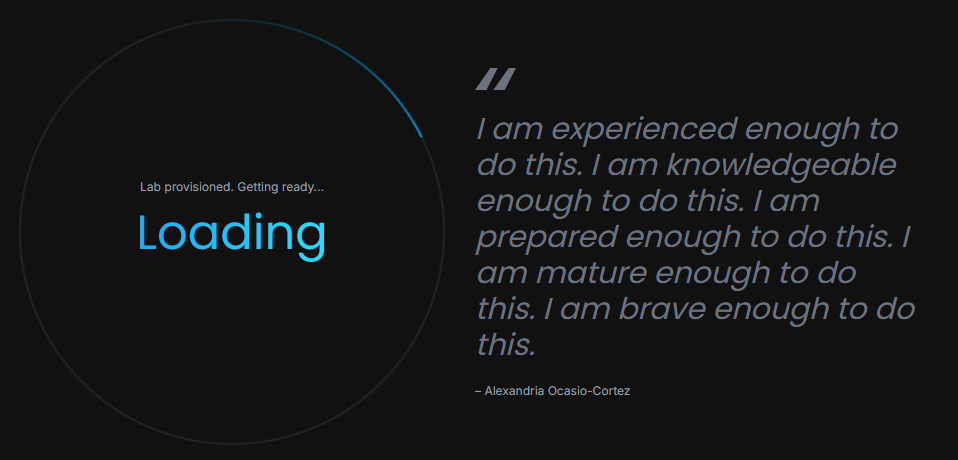 Lab provisioned. Getting ready...
Loading
“
I am experienced enough to
do this. I am knowledgeable
enough to do this. I am
prepared enough to do this. I
am mature enough to do
this. I am brave enough to do
this.
– Alexandria Ocasio-Cortez